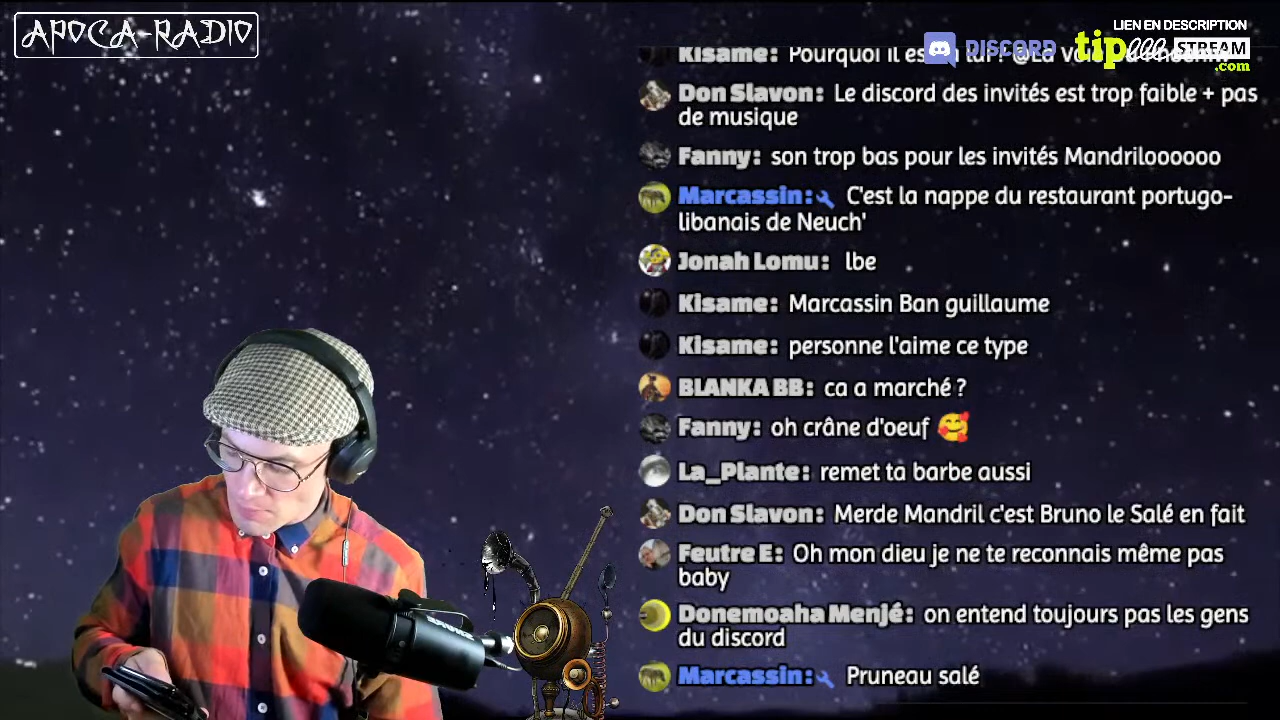 APOCA-RADIO
LIEN EN DESCRIPTION
DISCORD tipeee STREAM
.com
Kisame: Pourquoi il
Don Slavon: Le discord des invités est trop faible + pas
de musique
Fanny: son trop bas pour les invités Mandriloooooo
Marcassin: C'est la nappe du restaurant portugo-
libanais de Neuch'
Jonah Lomu: lbe
Kisame: Marcassin Ban guillaume
Kisame: personne l'aime ce type
BLANKA BB: ca a marché ?
Fanny: oh crâne d'oeuf 🥰
La_Plante: remet ta barbe aussi
Don Slavon: Merde Mandril c'est Bruno le Salé en fait
Feutre E: Oh mon dieu je ne te reconnais même pas
baby
Donemoaha Menjé: on entend toujours pas les gens
du discord
Marcassin: Pruneau salé